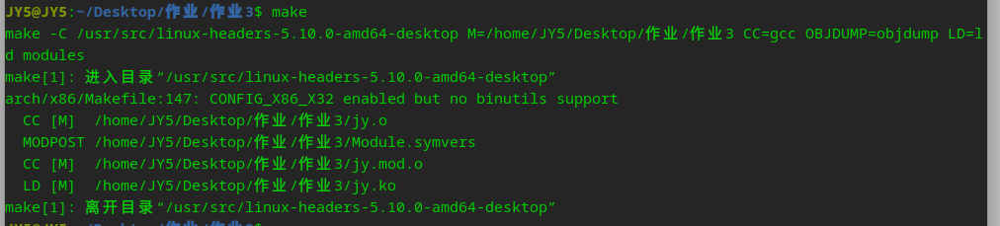 JY5@JY5:~/Desktop/作业/作业3$ make
make -C /usr/src/linux-headers-5.10.0-amd64-desktop M=/home/JY5/Desktop/作业/作业3 CC=gcc OBJDUMP=objdump LD=l
d modules
make[1]: 进入目录“/usr/src/linux-headers-5.10.0-amd64-desktop”
arch/x86/Makefile:147: CONFIG_X86_X32 enabled but no binutils support
  CC [M]  /home/JY5/Desktop/作业/作业3/jy.o
  MODPOST /home/JY5/Desktop/作业/作业3/Module.symvers
  CC [M]  /home/JY5/Desktop/作业/作业3/jy.mod.o
  LD [M]  /home/JY5/Desktop/作业/作业3/jy.ko
make[1]: 离开目录“/usr/src/linux-headers-5.10.0-amd64-desktop”